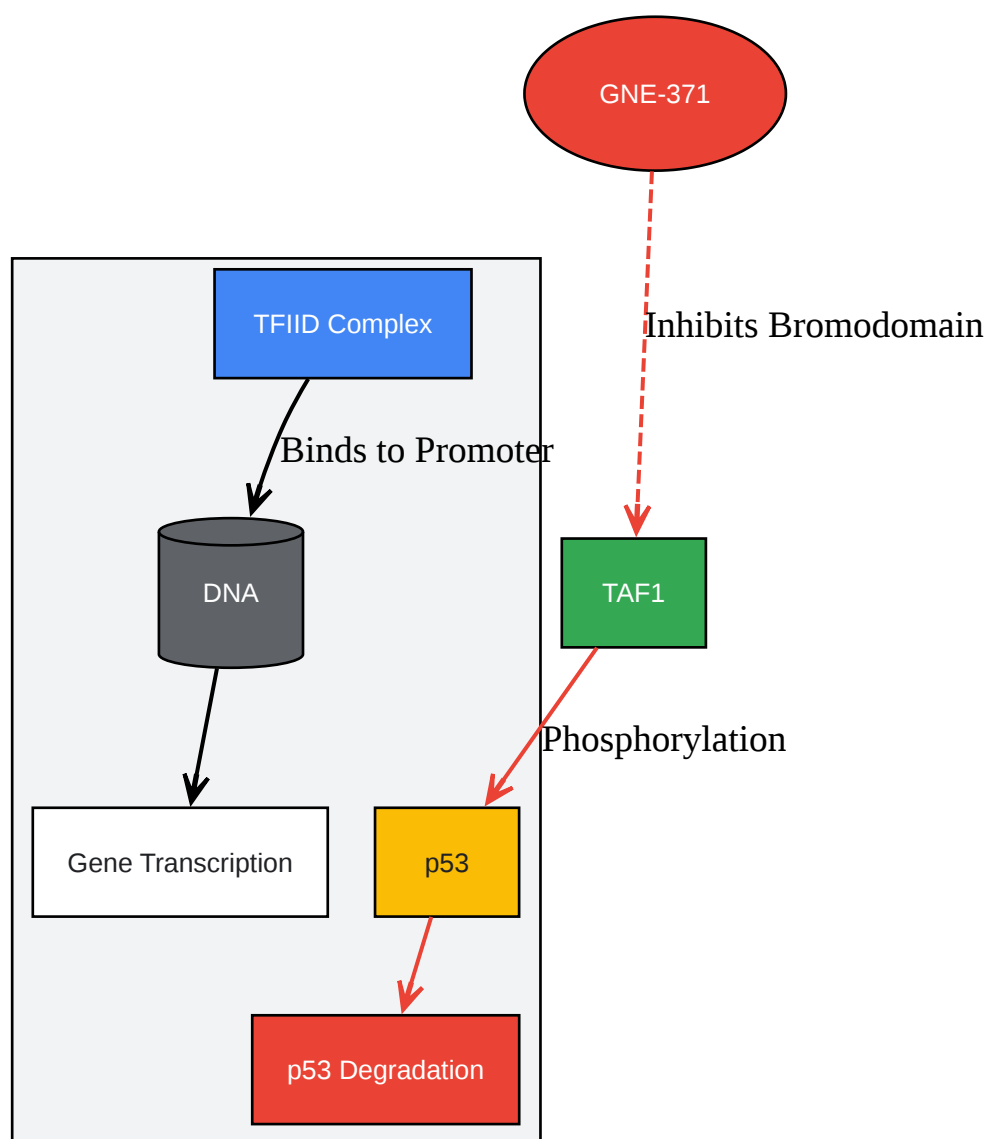 GNE-371
TFIID Complex
Inhibits Bromodomain
Binds to Promoter
DNA
TAF1
Phosphorylation
Gene Transcription
p53
p53 Degradation